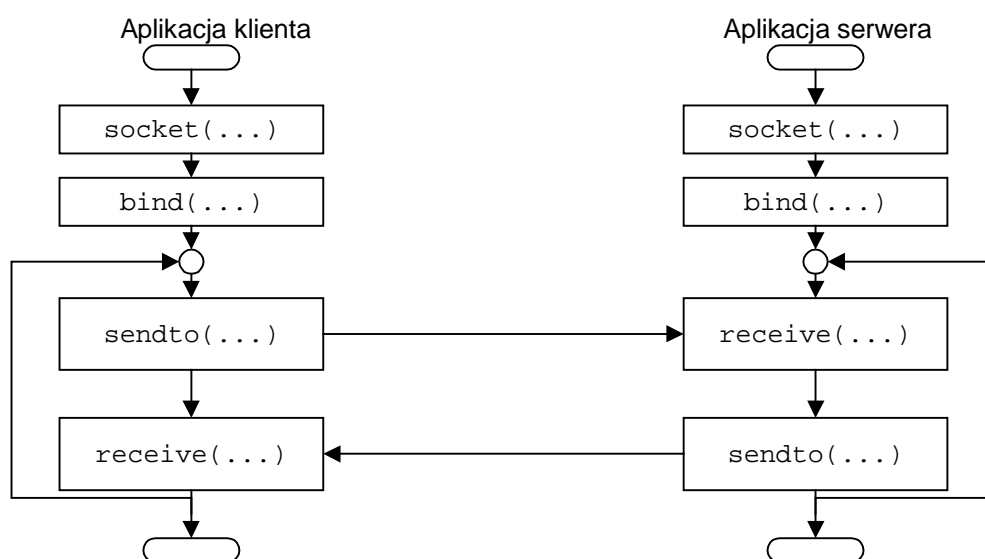 Aplikacja klienta
socket(...)
bind(...)
sendto(...)
receive(...)
Aplikacja serwera
socket(...)
bind(...)
receive(...)
sendto(...)